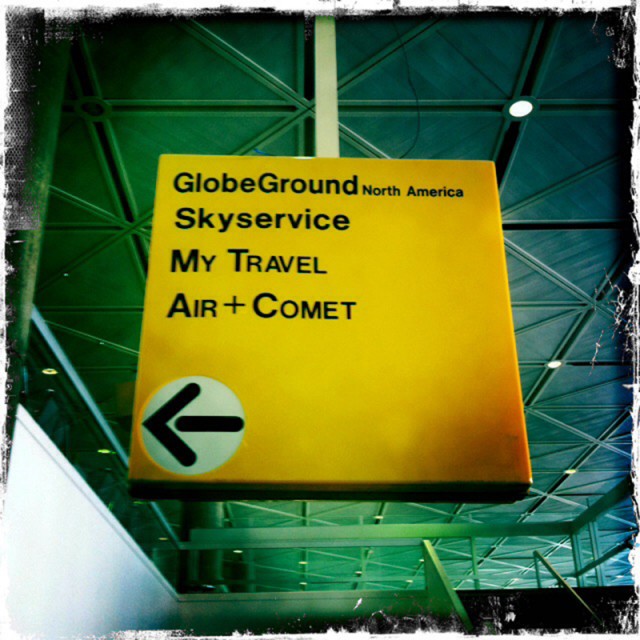 GlobeGround North America
Skyservice
My Travel
Air+Comet